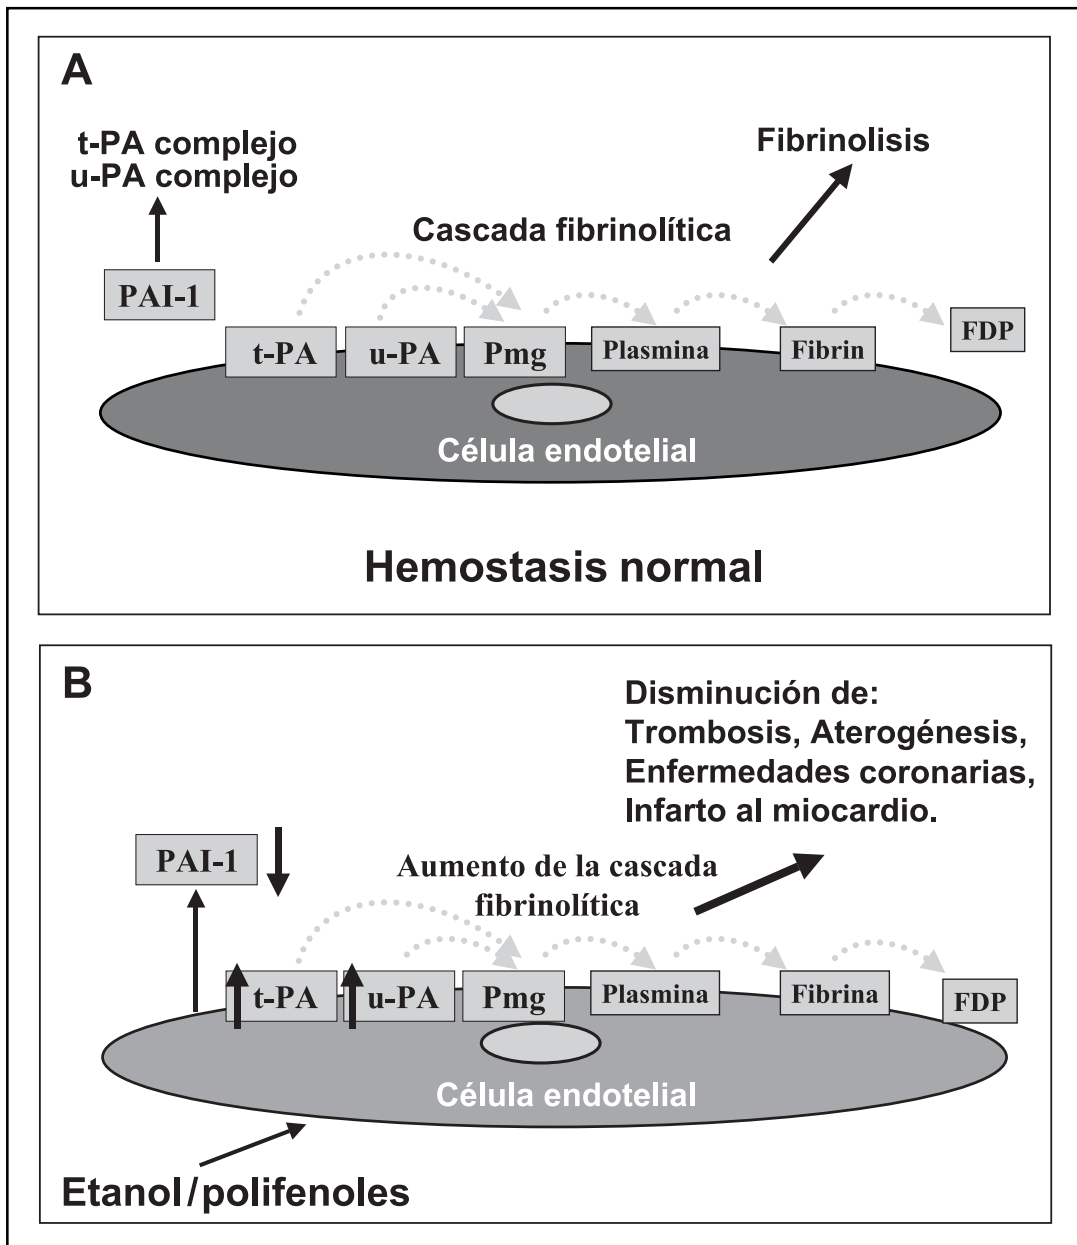 A
t-PA complejo
u-PA complejo
Fibrinolisis
Cascada fibrinolítica
PAI-1
t-PA
u-PA
Pmg
Plasmina
Fibrin
FDP
Célula endotelial
Hemostasis normal
B
Disminución de:
Trombosis, Aterogénesis,
Enfermedades coronarias,
Infarto al miocardio.
PAI-1
Aumento de la cascada
fibrinolítica
t-PA
u-PA
Pmg
Plasmina
Fibrina
FDP
Célula endotelial
Etanol/polifenoles